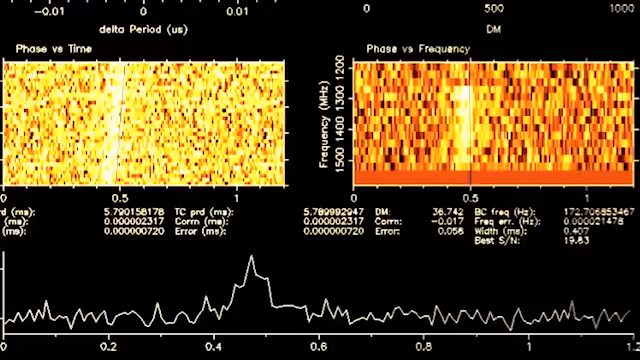 −0.01 0 0.01 0 500 1000
delta Period (us) DM
Phase vs Time Phase vs Frequency
Frequency (MHz)
1500 1400 1300 1200
0 0.5 1 0 0.5 1
rd (ms): 5.790158178 TC prd (ms): 5.789992947 DM: 36.742 BC freq (Hz): 172.706853467
(ms): 0.000002317 Corrn (ms): 0.000002317 Corrn: −0.017 Freq err. (Hz): 0.000021478
(ms): 0.000000720 Error (ms): 0.000000720 Error: 0.058 Width (ms): 0.407
Best S/N: 19.83
0 0.2 0.4 0.6 0.8 1 1.2